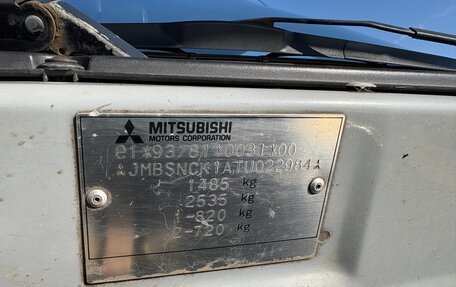 MITSUBISHI
MOTORS CORPORATION
e1*93/81*0031*00
*JMBSNCK1ATU022984*
1485 kg
2535 kg
1-820 kg
2-720 kg